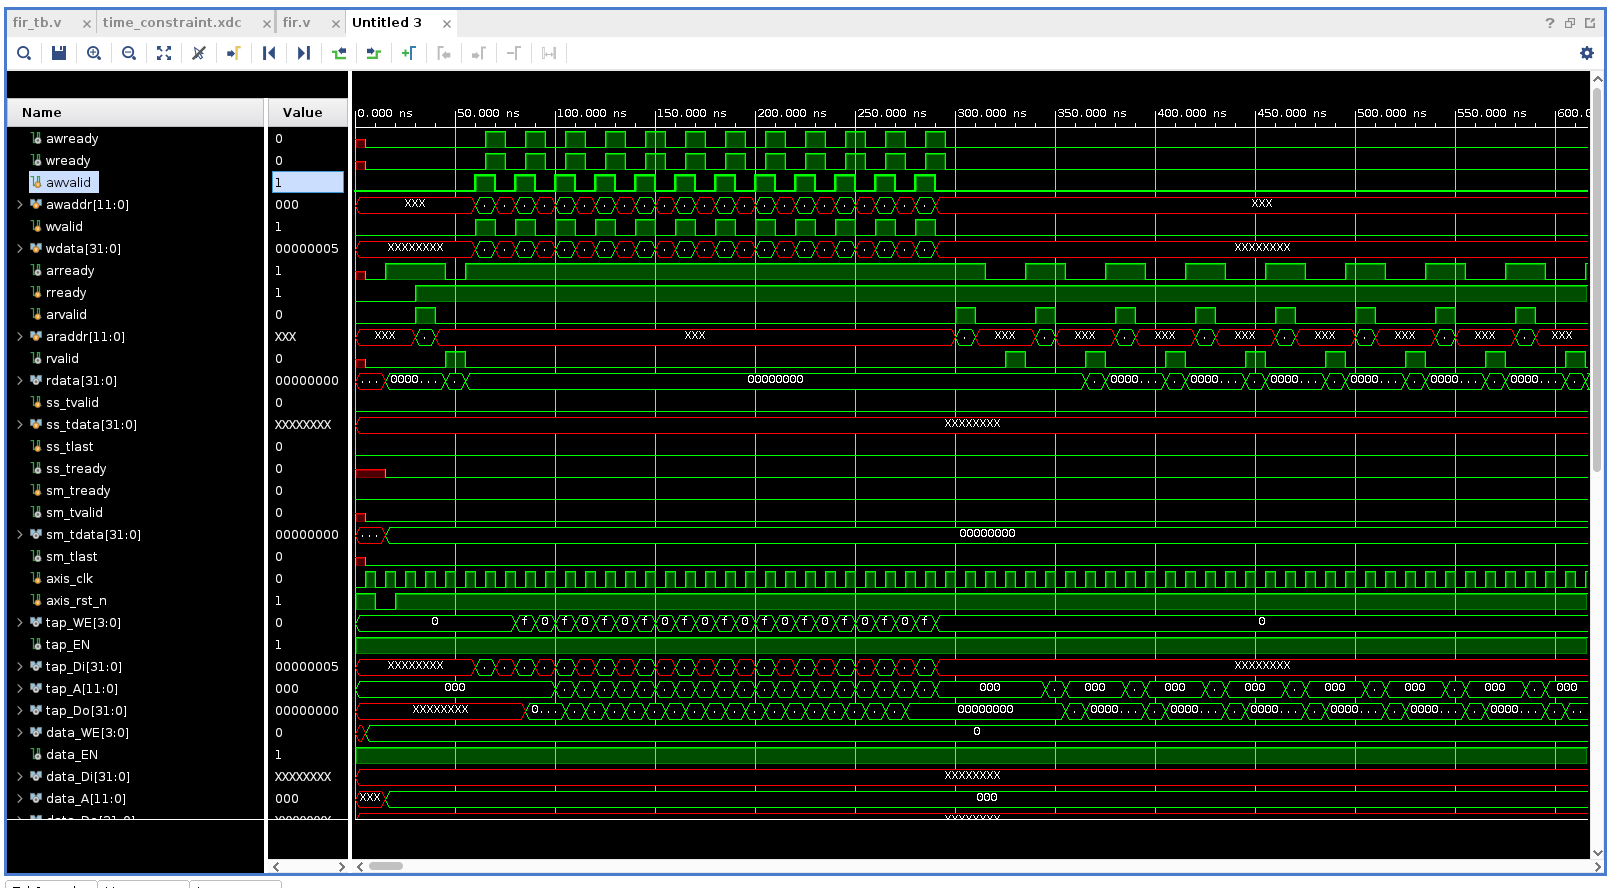 fir_tb.v × time_constraint.xdc × fir.v × Untitled 3 ×
Name Value
0.000 ns 50.000 ns 100.000 ns 150.000 ns 200.000 ns 250.000 ns 300.000 ns 350.000 ns 400.000 ns 450.000 ns 500.000 ns 550.000 ns 600.0
awready 0
wready 0
awvalid 1
awaddr[11:0] 000 XXX XXX
wvalid 1
wdata[31:0] 00000005 XXXXXXXX XXXXXXXX
arready 1
rready 1
arvalid 0
araddr[11:0] XXX XXX XXX XXX XXX XXX XXX XXX XXX XXX XXX
rvalid 0
rdata[31:0] 00000000 ... 0000... 00000000 0000... 0000... 0000... 0000... 0000... 0000...
ss_tvalid 0
ss_tdata[31:0] XXXXXXXX XXXXXXXX
ss_tlast 0
ss_tready 0
sm_tready 0
sm_tvalid 0
sm_tdata[31:0] 00000000 ... 00000000
sm_tlast 0
axis_clk 0
axis_rst_n 1
tap_WE[3:0] 0 0 f 0 f 0 f 0 f 0 f 0 f 0 f 0 f 0 f 0 f 0 f 0
tap_EN 1
tap_Di[31:0] 00000005 XXXXXXXX XXXXXXXX
tap_A[11:0] 000 000 000 000 000 000 000 000 000 000
tap_Do[31:0] 00000000 XXXXXXXX 0... 00000000 0000... 0000... 0000... 0000... 0000... ...
data_WE[3:0] 0 0
data_EN 1
data_Di[31:0] XXXXXXXX XXXXXXXX
data_A[11:0] 000 XXX 000